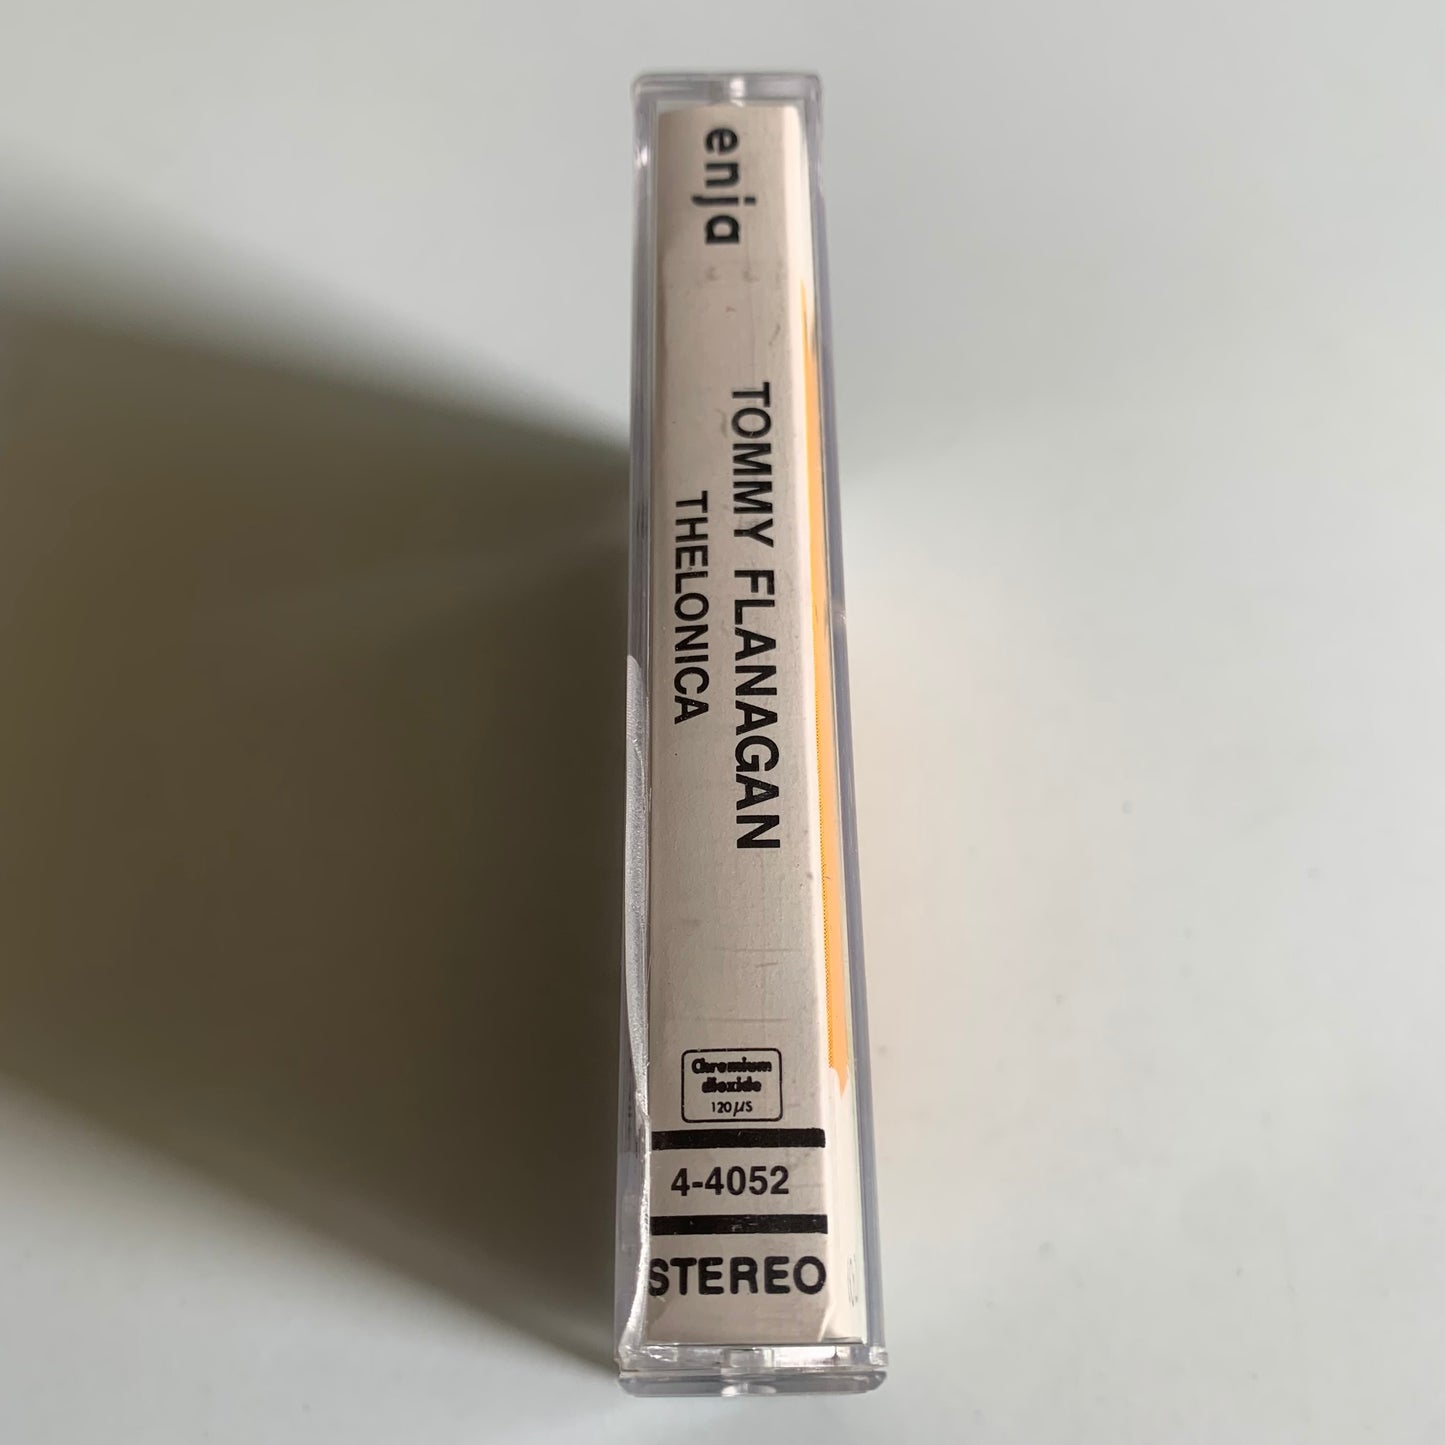 enja
TOMMY FLANAGAN
THELONICA
Chromium
dioxide
120 µS
4-4052
STEREO